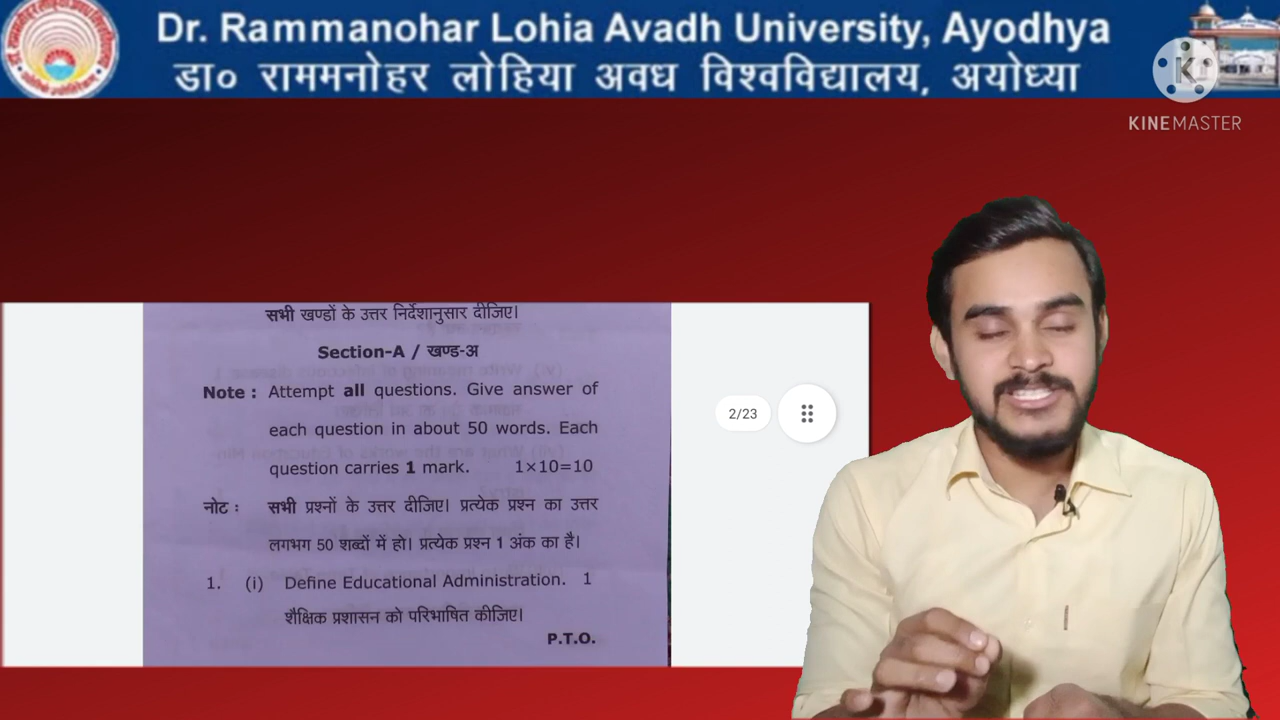 Dr. Rammanohar Lohia Avadh University, Ayodhya
डा० राममनोहर लोहिया अवध विश्वविद्यालय, अयोध्या
K
KINEMASTER
सभी खण्डों के उत्तर निर्देशानुसार दीजिए।
Section-A / खण्ड-अ
Note : Attempt all questions. Give answer of
each question in about 50 words. Each
question carries 1 mark. 1×10=10
नोट : सभी प्रश्नों के उत्तर दीजिए। प्रत्येक प्रश्न का उत्तर
लगभग 50 शब्दों में हो। प्रत्येक प्रश्न 1 अंक का है।
1. (i) Define Educational Administration. 1
शैक्षिक प्रशासन को परिभाषित कीजिए।
P.T.O.
2/23